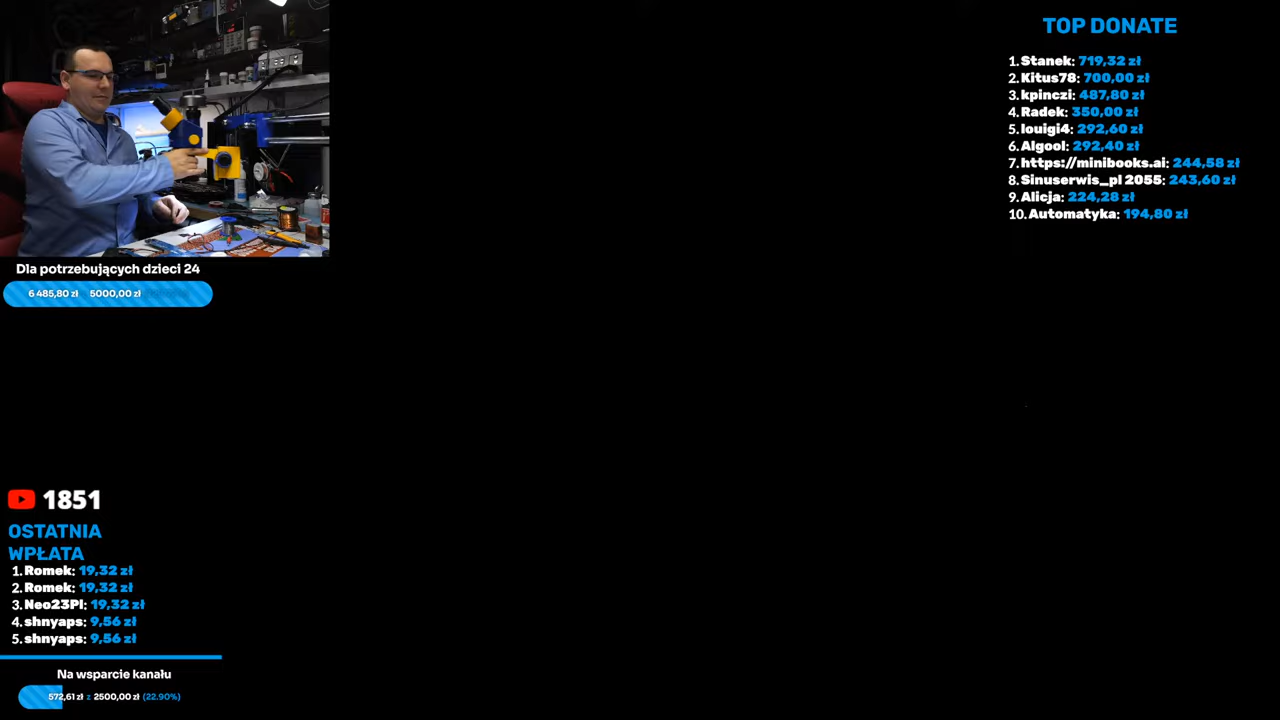 TOP DONATE
1. Stanek: 719,32 zł
2. Kitus78: 700,00 zł
3. kpinczi: 487,80 zł
4. Radek: 350,00 zł
5. louigi4: 292,60 zł
6. Algool: 292,40 zł
7. https://minibooks.ai: 244,58 zł
8. Sinuserwis_pl 2055: 243,60 zł
9. Alicja: 224,28 zł
10. Automatyka: 194,80 zł
Dla potrzebujących dzieci 24
6 485,80 zł 5000,00 zł
1851
OSTATNIA
WPŁATA
1. Romek: 19,32 zł
2. Romek: 19,32 zł
3. Neo23Pl: 19,32 zł
4. shnyaps: 9,56 zł
5. shnyaps: 9,56 zł
Na wsparcie kanału
572,61 zł z 2500,00 zł (22.90%)